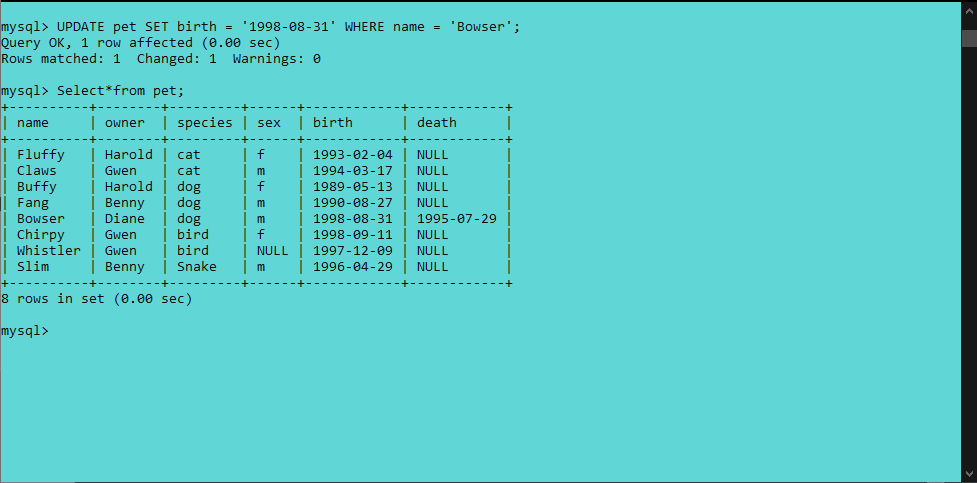 mysql> UPDATE pet SET birth = '1998-08-31' WHERE name = 'Bowser';
Query OK, 1 row affected (0.00 sec)
Rows matched: 1  Changed: 1  Warnings: 0
mysql> Select*from pet;
+----------+--------+---------+------+------------+------------+
| name     | owner  | species | sex  | birth      | death      |
+----------+--------+---------+------+------------+------------+
| Fluffy   | Harold | cat     | f    | 1993-02-04 | NULL       |
| Claws    | Gwen   | cat     | m    | 1994-03-17 | NULL       |
| Buffy    | Harold | dog     | f    | 1989-05-13 | NULL       |
| Fang     | Benny  | dog     | m    | 1990-08-27 | NULL       |
| Bowser   | Diane  | dog     | m    | 1998-08-31 | 1995-07-29 |
| Chirpy   | Gwen   | bird    | f    | 1998-09-11 | NULL       |
| Whistler | Gwen   | bird    | NULL | 1997-12-09 | NULL       |
| Slim     | Benny  | Snake   | m    | 1996-04-29 | NULL       |
+----------+--------+---------+------+------------+------------+
8 rows in set (0.00 sec)
mysql>